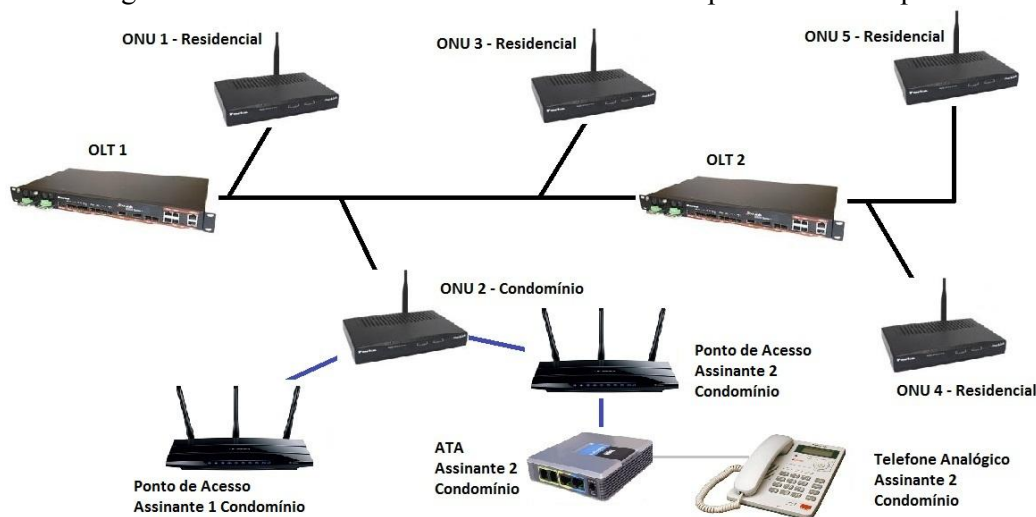 ONU 1 - Residencial
ONU 3 - Residencial
ONU 5 - Residencial
OLT 1
OLT 2
ONU 2 - Condomínio
Ponto de Acesso
Assinante 2
Condomínio
ONU 4 - Residencial
ATA
Assinante 2
Condomínio
Telefone Analógico
Assinante 2
Condomínio
Ponto de Acesso
Assinante 1 Condomínio